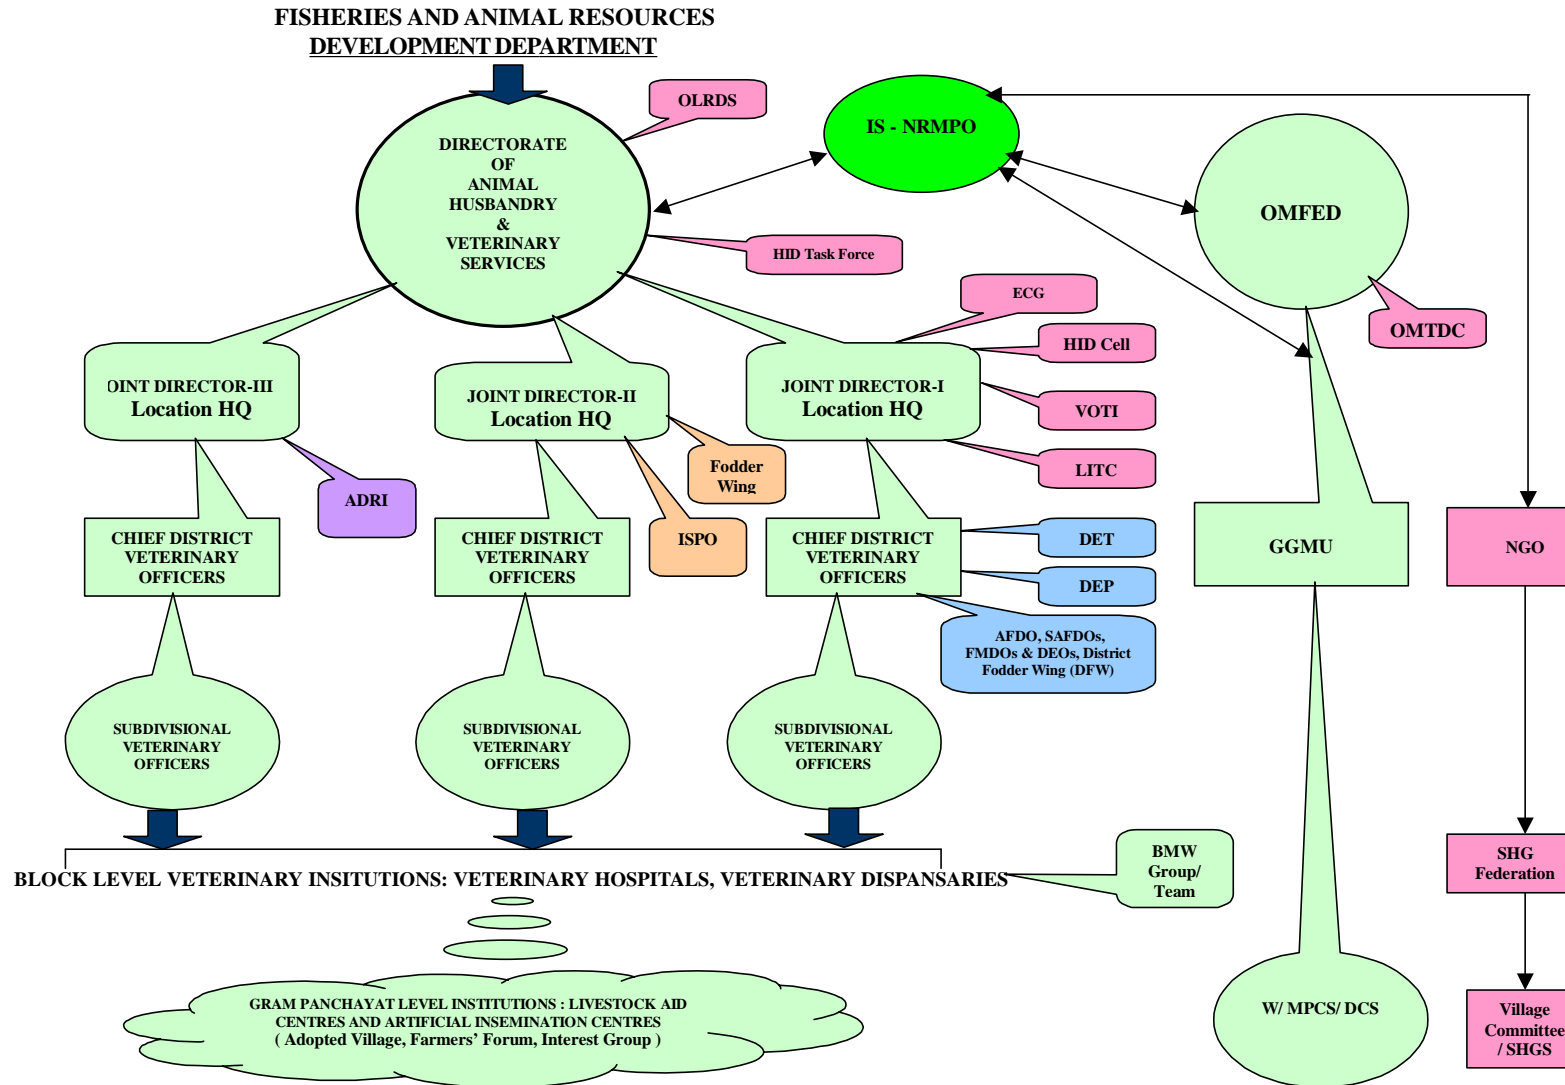 FISHERIES AND ANIMAL RESOURCES
DEVELOPMENT DEPARTMENT
OLRDS
IS - NRMPO
DIRECTORATE
OF
ANIMAL
HUSBANDRY
&
VETERINARY
SERVICES
OMFED
HID Task Force
ECG
OMTDC
HID Cell
OINT DIRECTOR-III
Location HQ
JOINT DIRECTOR-II
Location HQ
JOINT DIRECTOR-I
Location HQ
VOTI
LITC
Fodder
Wing
ADRI
ISPO
CHIEF DISTRICT
VETERINARY
OFFICERS
CHIEF DISTRICT
VETERINARY
OFFICERS
CHIEF DISTRICT
VETERINARY
OFFICERS
DET
DEP
GGMU
NGO
AFDO, SAFDOs,
FMDOs & DEOs, District
Fodder Wing (DFW)
SUBDIVISIONAL
VETERINARY
OFFICERS
SUBDIVISIONAL
VETERINARY
OFFICERS
SUBDIVISIONAL
VETERINARY
OFFICERS
BMW
Group/
Team
SHG
Federation
BLOCK LEVEL VETERINARY INSITUTIONS: VETERINARY HOSPITALS, VETERINARY DISPANSARIES
GRAM PANCHAYAT LEVEL INSTITUTIONS : LIVESTOCK AID
CENTRES AND ARTIFICIAL INSEMINATION CENTRES
( Adopted Village, Farmers' Forum, Interest Group )
W/ MPCS/ DCS
Village
Committee
/ SHGS